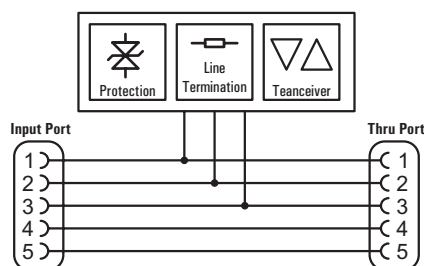 Protection
Line
Termination
Teanceiver
Input Port
Thru Port
1
1
2
2
3
3
4
4
5
5